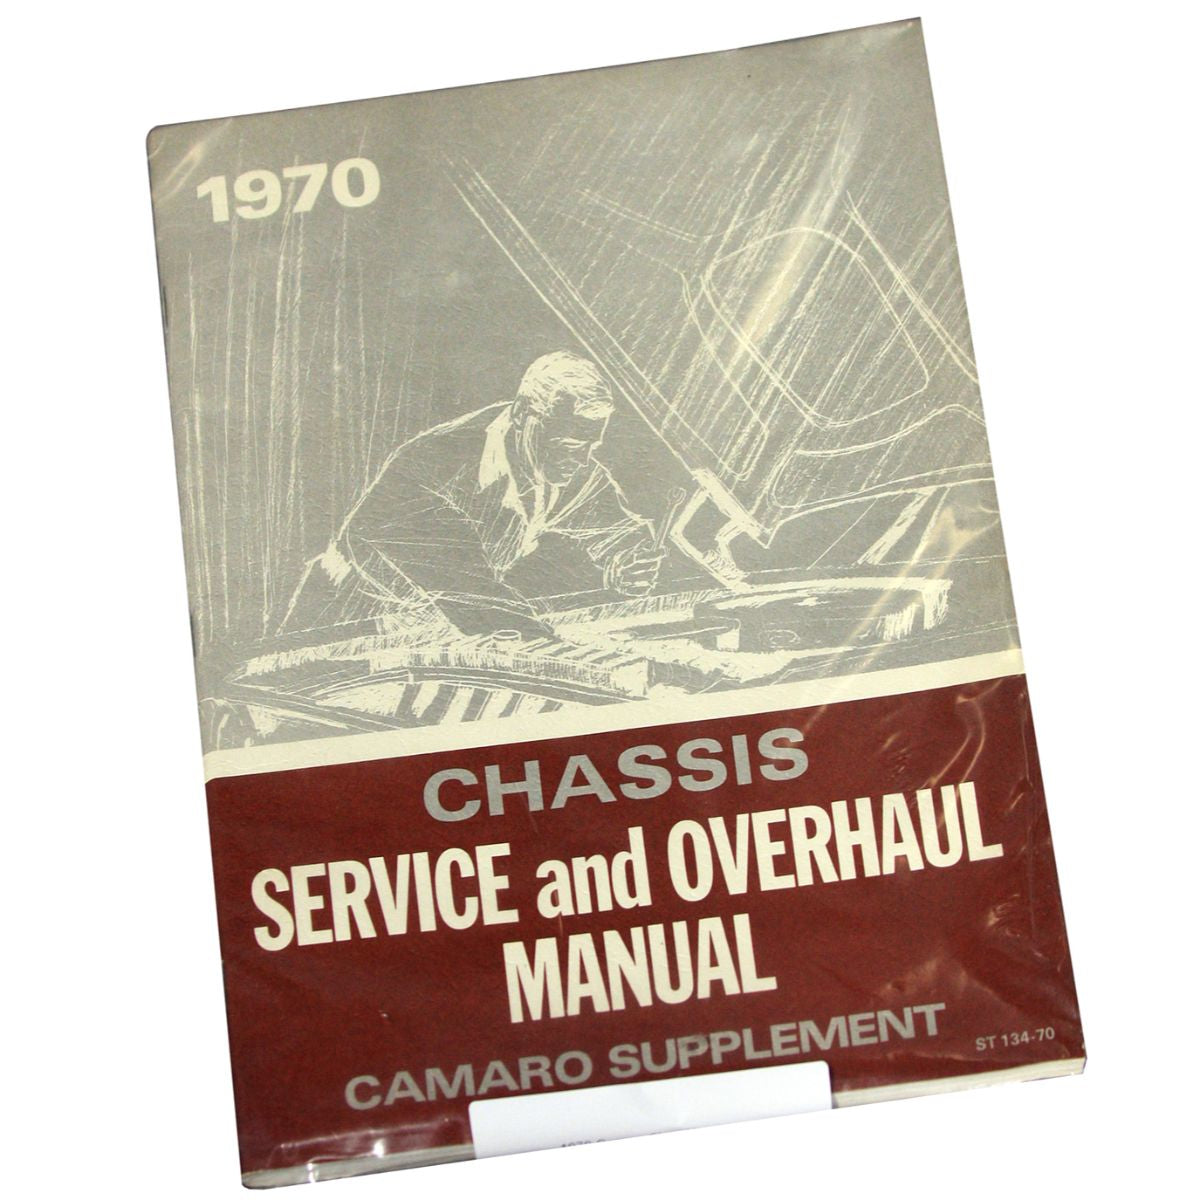 1970
CHASSIS
SERVICE and OVERHAUL
MANUAL
CAMARO SUPPLEMENT
ST 134-70